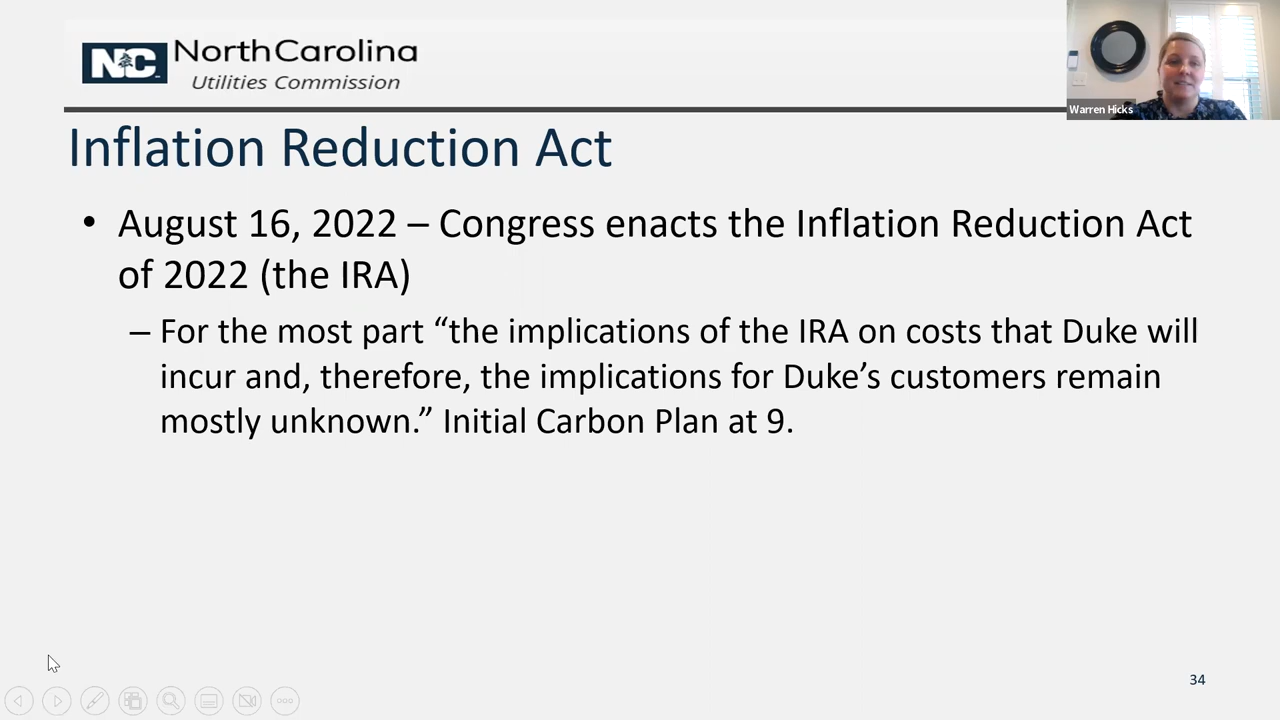 NC
North Carolina
Utilities Commission
Warren Hicks
Inflation Reduction Act
• August 16, 2022 – Congress enacts the Inflation Reduction Act
of 2022 (the IRA)
– For the most part “the implications of the IRA on costs that Duke will
incur and, therefore, the implications for Duke’s customers remain
mostly unknown.” Initial Carbon Plan at 9.
34